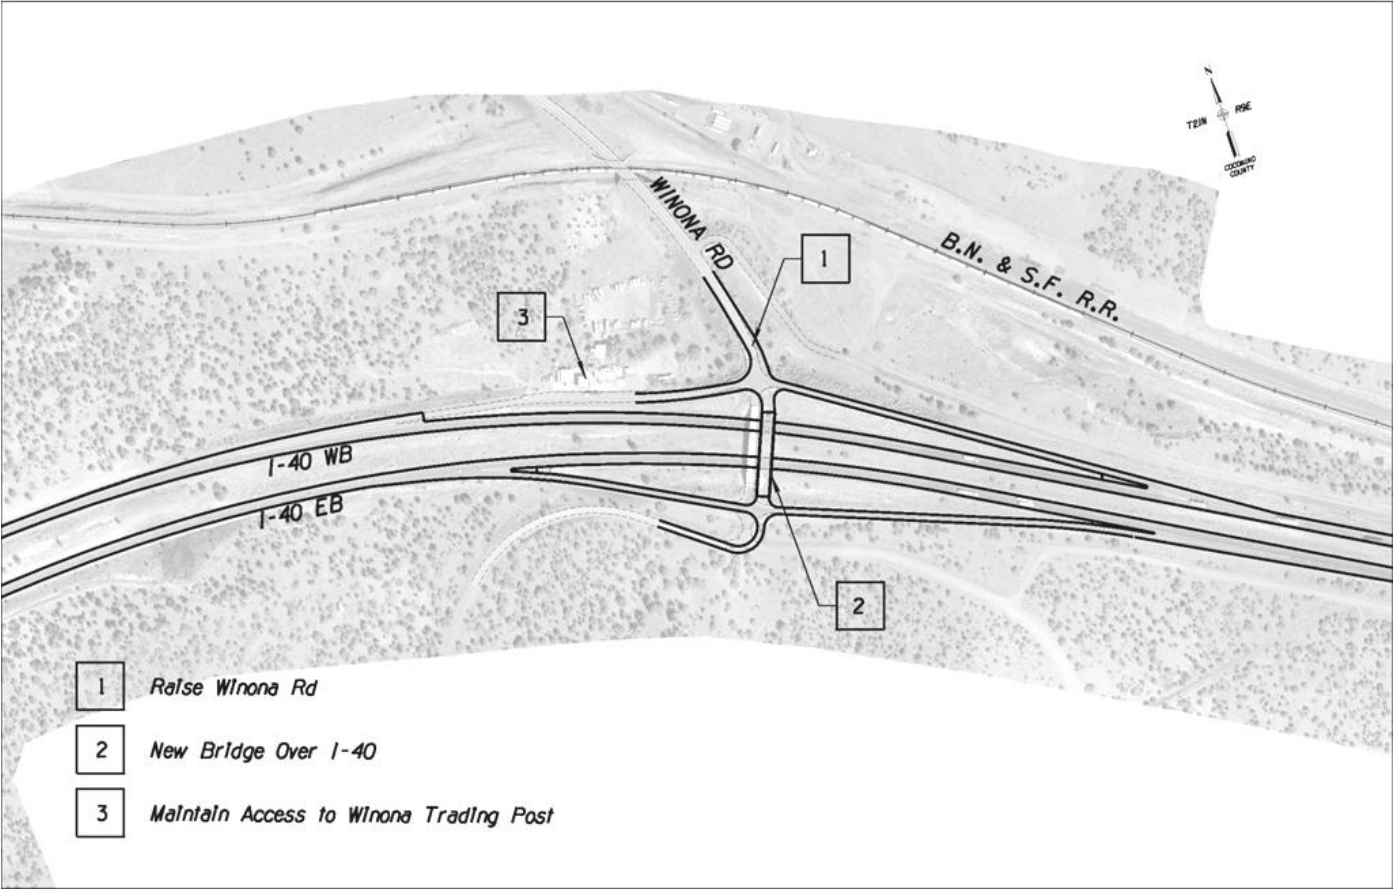 N
T21N R9E
COCONINO
COUNTY
WINONA RD
1
B.N. & S.F. R.R.
3
I-40 WB
I-40 EB
2
1 Raise Winona Rd
2 New Bridge Over I-40
3 Maintain Access to Winona Trading Post